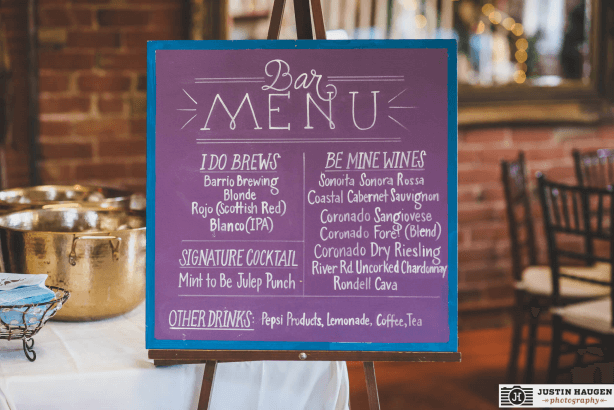 Bar
MENU
I DO BREWS
Barrio Brewing
Blonde
Rojo (Scottish Red)
Blanco (IPA)
SIGNATURE COCKTAIL
Mint to Be Julep Punch
BE MINE WINES
Sonoita Sonora Rossa
Coastal Cabernet Sauvignon
Coronado Sangiovese
Coronado Forté (Blend)
Coronado Dry Riesling
River Rd Uncorked Chardonnay
Rondell Cava
OTHER DRINKS: Pepsi Products, Lemonade, Coffee, Tea
JH
JUSTIN HAUGEN
photography